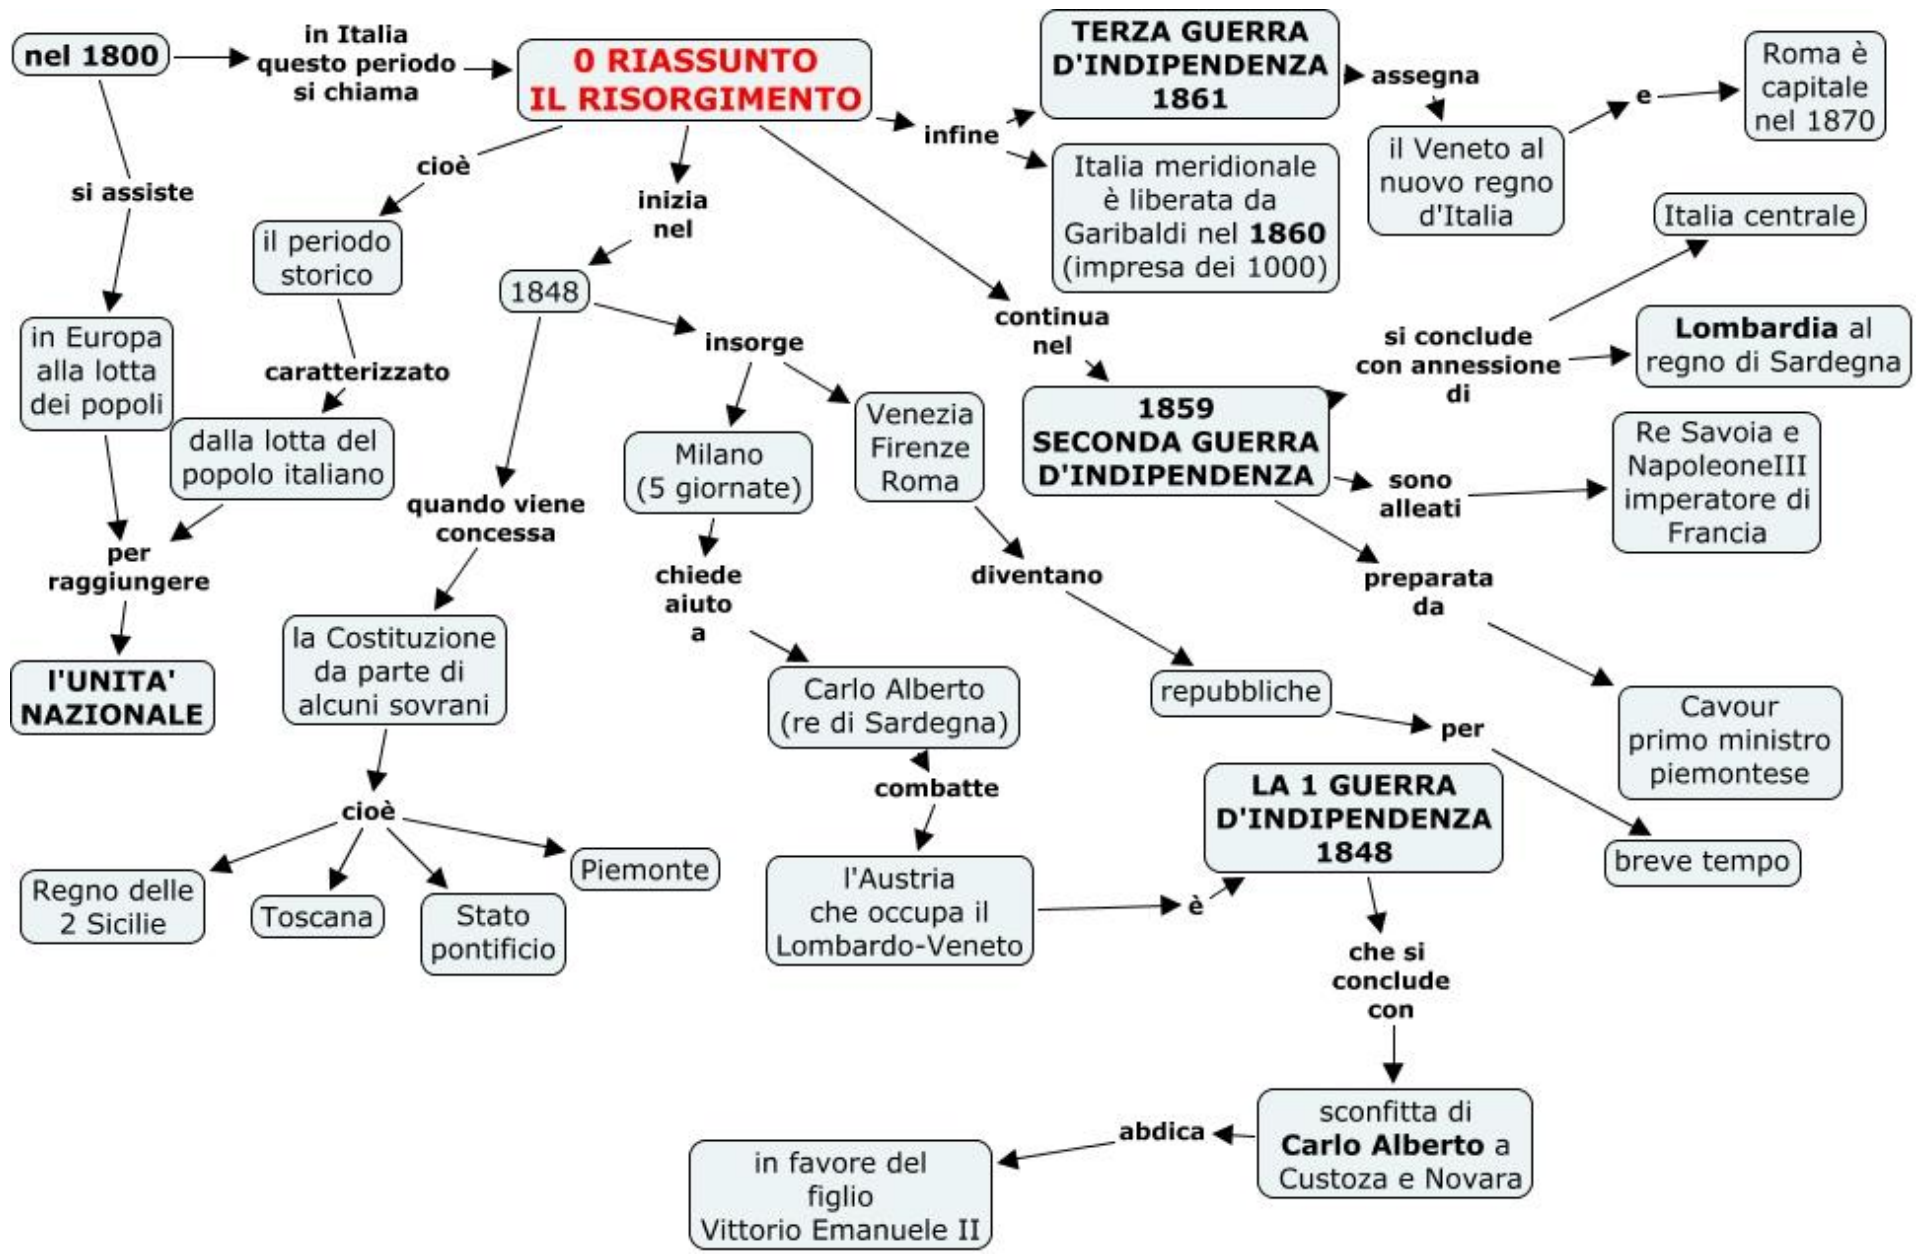 nel 1800
in Italia
questo periodo
si chiama
0 RIASSUNTO
IL RISORGIMENTO
infine
TERZA GUERRA
D'INDIPENDENZA
1861
assegna
il Veneto al
nuovo regno
d'Italia
e
Roma è
capitale
nel 1870
Italia meridionale
è liberata da
Garibaldi nel 1860
(impresa dei 1000)
si assiste
in Europa
alla lotta
dei popoli
cioè
il periodo
storico
caratterizzato
dalla lotta del
popolo italiano
per
raggiungere
l'UNITA'
NAZIONALE
inizia
nel
1848
quando viene
concessa
la Costituzione
da parte di
alcuni sovrani
cioè
Regno delle
2 Sicilie
Toscana
Stato
pontificio
Piemonte
insorge
Milano
(5 giornate)
chiede
aiuto
a
Carlo Alberto
(re di Sardegna)
combatte
l'Austria
che occupa il
Lombardo-Veneto
è
LA 1 GUERRA
D'INDIPENDENZA
1848
che si
conclude
con
sconfitta di
Carlo Alberto a
Custoza e Novara
abdica
in favore del
figlio
Vittorio Emanuele II
Venezia
Firenze
Roma
diventano
repubbliche
per
breve tempo
continua
nel
1859
SECONDA GUERRA
D'INDIPENDENZA
si conclude
con annessione
di
Italia centrale
Lombardia al
regno di Sardegna
sono
alleati
Re Savoia e
NapoleoneIII
imperatore di
Francia
preparata
da
Cavour
primo ministro
piemontese